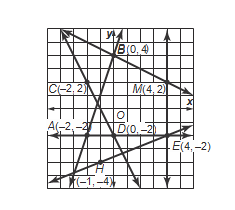 y
B(0, 4)
C(−2, 2)
M(4, 2)
x
O
A(−2, −2)
D(0, −2)
E(4, −2)
H
(−1, −4)